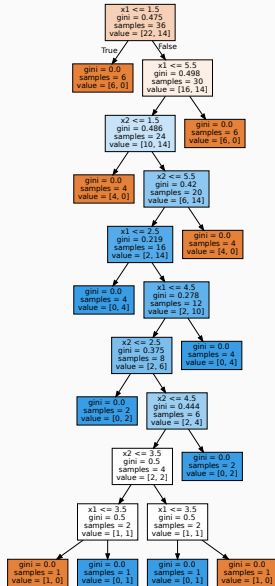 x1 <= 1.5
gini = 0.475
samples = 36
value = [22, 14]
True
False
gini = 0.0
samples = 6
value = [6, 0]
x1 <= 5.5
gini = 0.498
samples = 30
value = [16, 14]
x2 <= 1.5
gini = 0.486
samples = 24
value = [10, 14]
gini = 0.0
samples = 6
value = [6, 0]
gini = 0.0
samples = 4
value = [4, 0]
x2 <= 5.5
gini = 0.42
samples = 20
value = [6, 14]
x1 <= 2.5
gini = 0.219
samples = 16
value = [2, 14]
gini = 0.0
samples = 4
value = [4, 0]
gini = 0.0
samples = 4
value = [0, 4]
x1 <= 4.5
gini = 0.278
samples = 12
value = [2, 10]
x2 <= 2.5
gini = 0.375
samples = 8
value = [2, 6]
gini = 0.0
samples = 4
value = [0, 4]
gini = 0.0
samples = 2
value = [0, 2]
x2 <= 4.5
gini = 0.444
samples = 6
value = [2, 4]
x2 <= 3.5
gini = 0.5
samples = 4
value = [2, 2]
gini = 0.0
samples = 2
value = [0, 2]
x1 <= 3.5
gini = 0.5
samples = 2
value = [1, 1]
x1 <= 3.5
gini = 0.5
samples = 2
value = [1, 1]
gini = 0.0
samples = 1
value = [1, 0]
gini = 0.0
samples = 1
value = [0, 1]
gini = 0.0
samples = 1
value = [0, 1]
gini = 0.0
samples = 1
value = [1, 0]